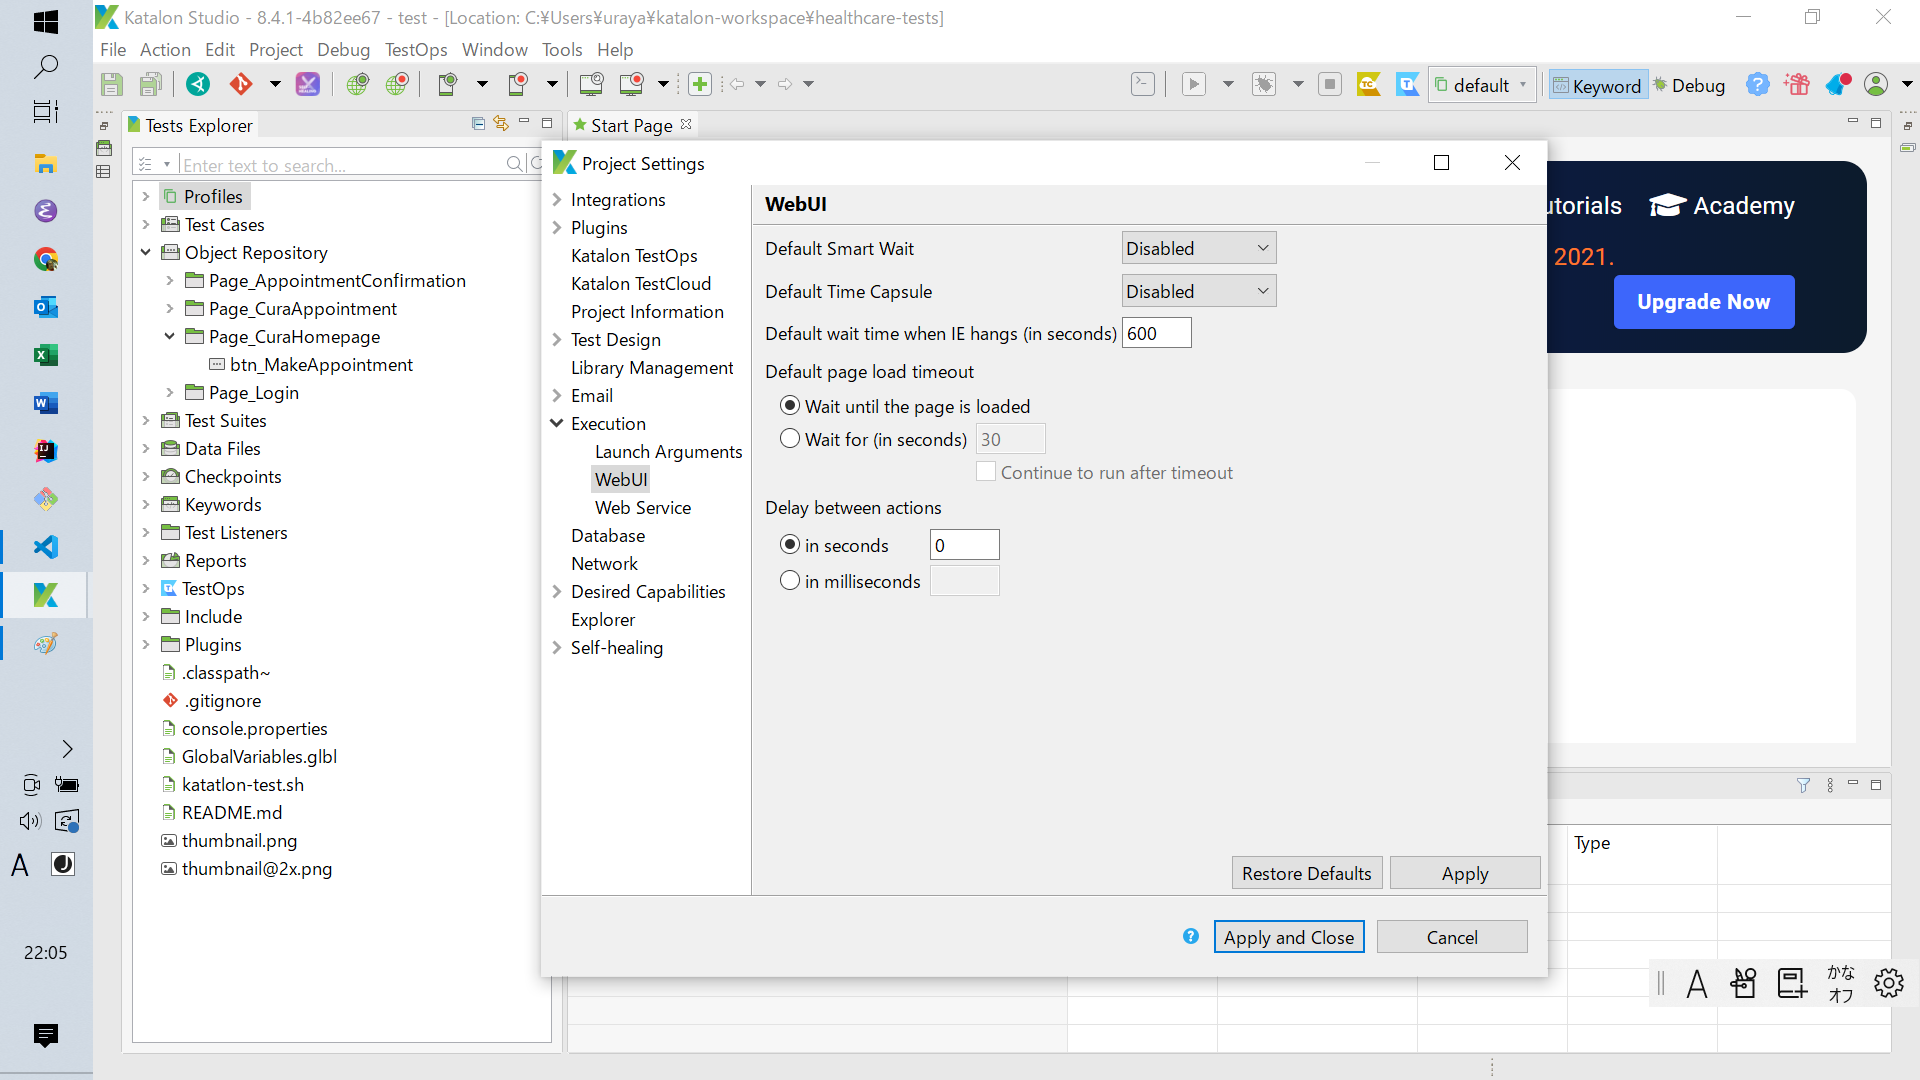 Katalon Studio - 8.4.1-4b82ee67 - test - [Location: C:¥Users¥uraya¥katalon-workspace¥healthcare-tests]
File Action Edit Project Debug TestOps Window Tools Help
default
Keyword
Debug
Tests Explorer
Start Page
Enter text to search...
Profiles
Test Cases
Object Repository
Page_AppointmentConfirmation
Page_CuraAppointment
Page_CuraHomepage
btn_MakeAppointment
Page_Login
Test Suites
Data Files
Checkpoints
Keywords
Test Listeners
Reports
TestOps
Include
Plugins
.classpath~
.gitignore
console.properties
GlobalVariables.glbl
katatlon-test.sh
README.md
thumbnail.png
thumbnail@2x.png
Project Settings
Integrations
Plugins
Katalon TestOps
Katalon TestCloud
Project Information
Test Design
Library Management
Email
Execution
Launch Arguments
WebUI
Web Service
Database
Network
Desired Capabilities
Explorer
Self-healing
WebUI
Default Smart Wait Disabled
Default Time Capsule Disabled
Default wait time when IE hangs (in seconds) 600
Default page load timeout
Wait until the page is loaded
Wait for (in seconds) 30
Continue to run after timeout
Delay between actions
in seconds 0
in milliseconds
Restore Defaults
Apply
Apply and Close
Cancel
utorials
Academy
2021.
Upgrade Now
Type
A
22:05
A
かな
オフ